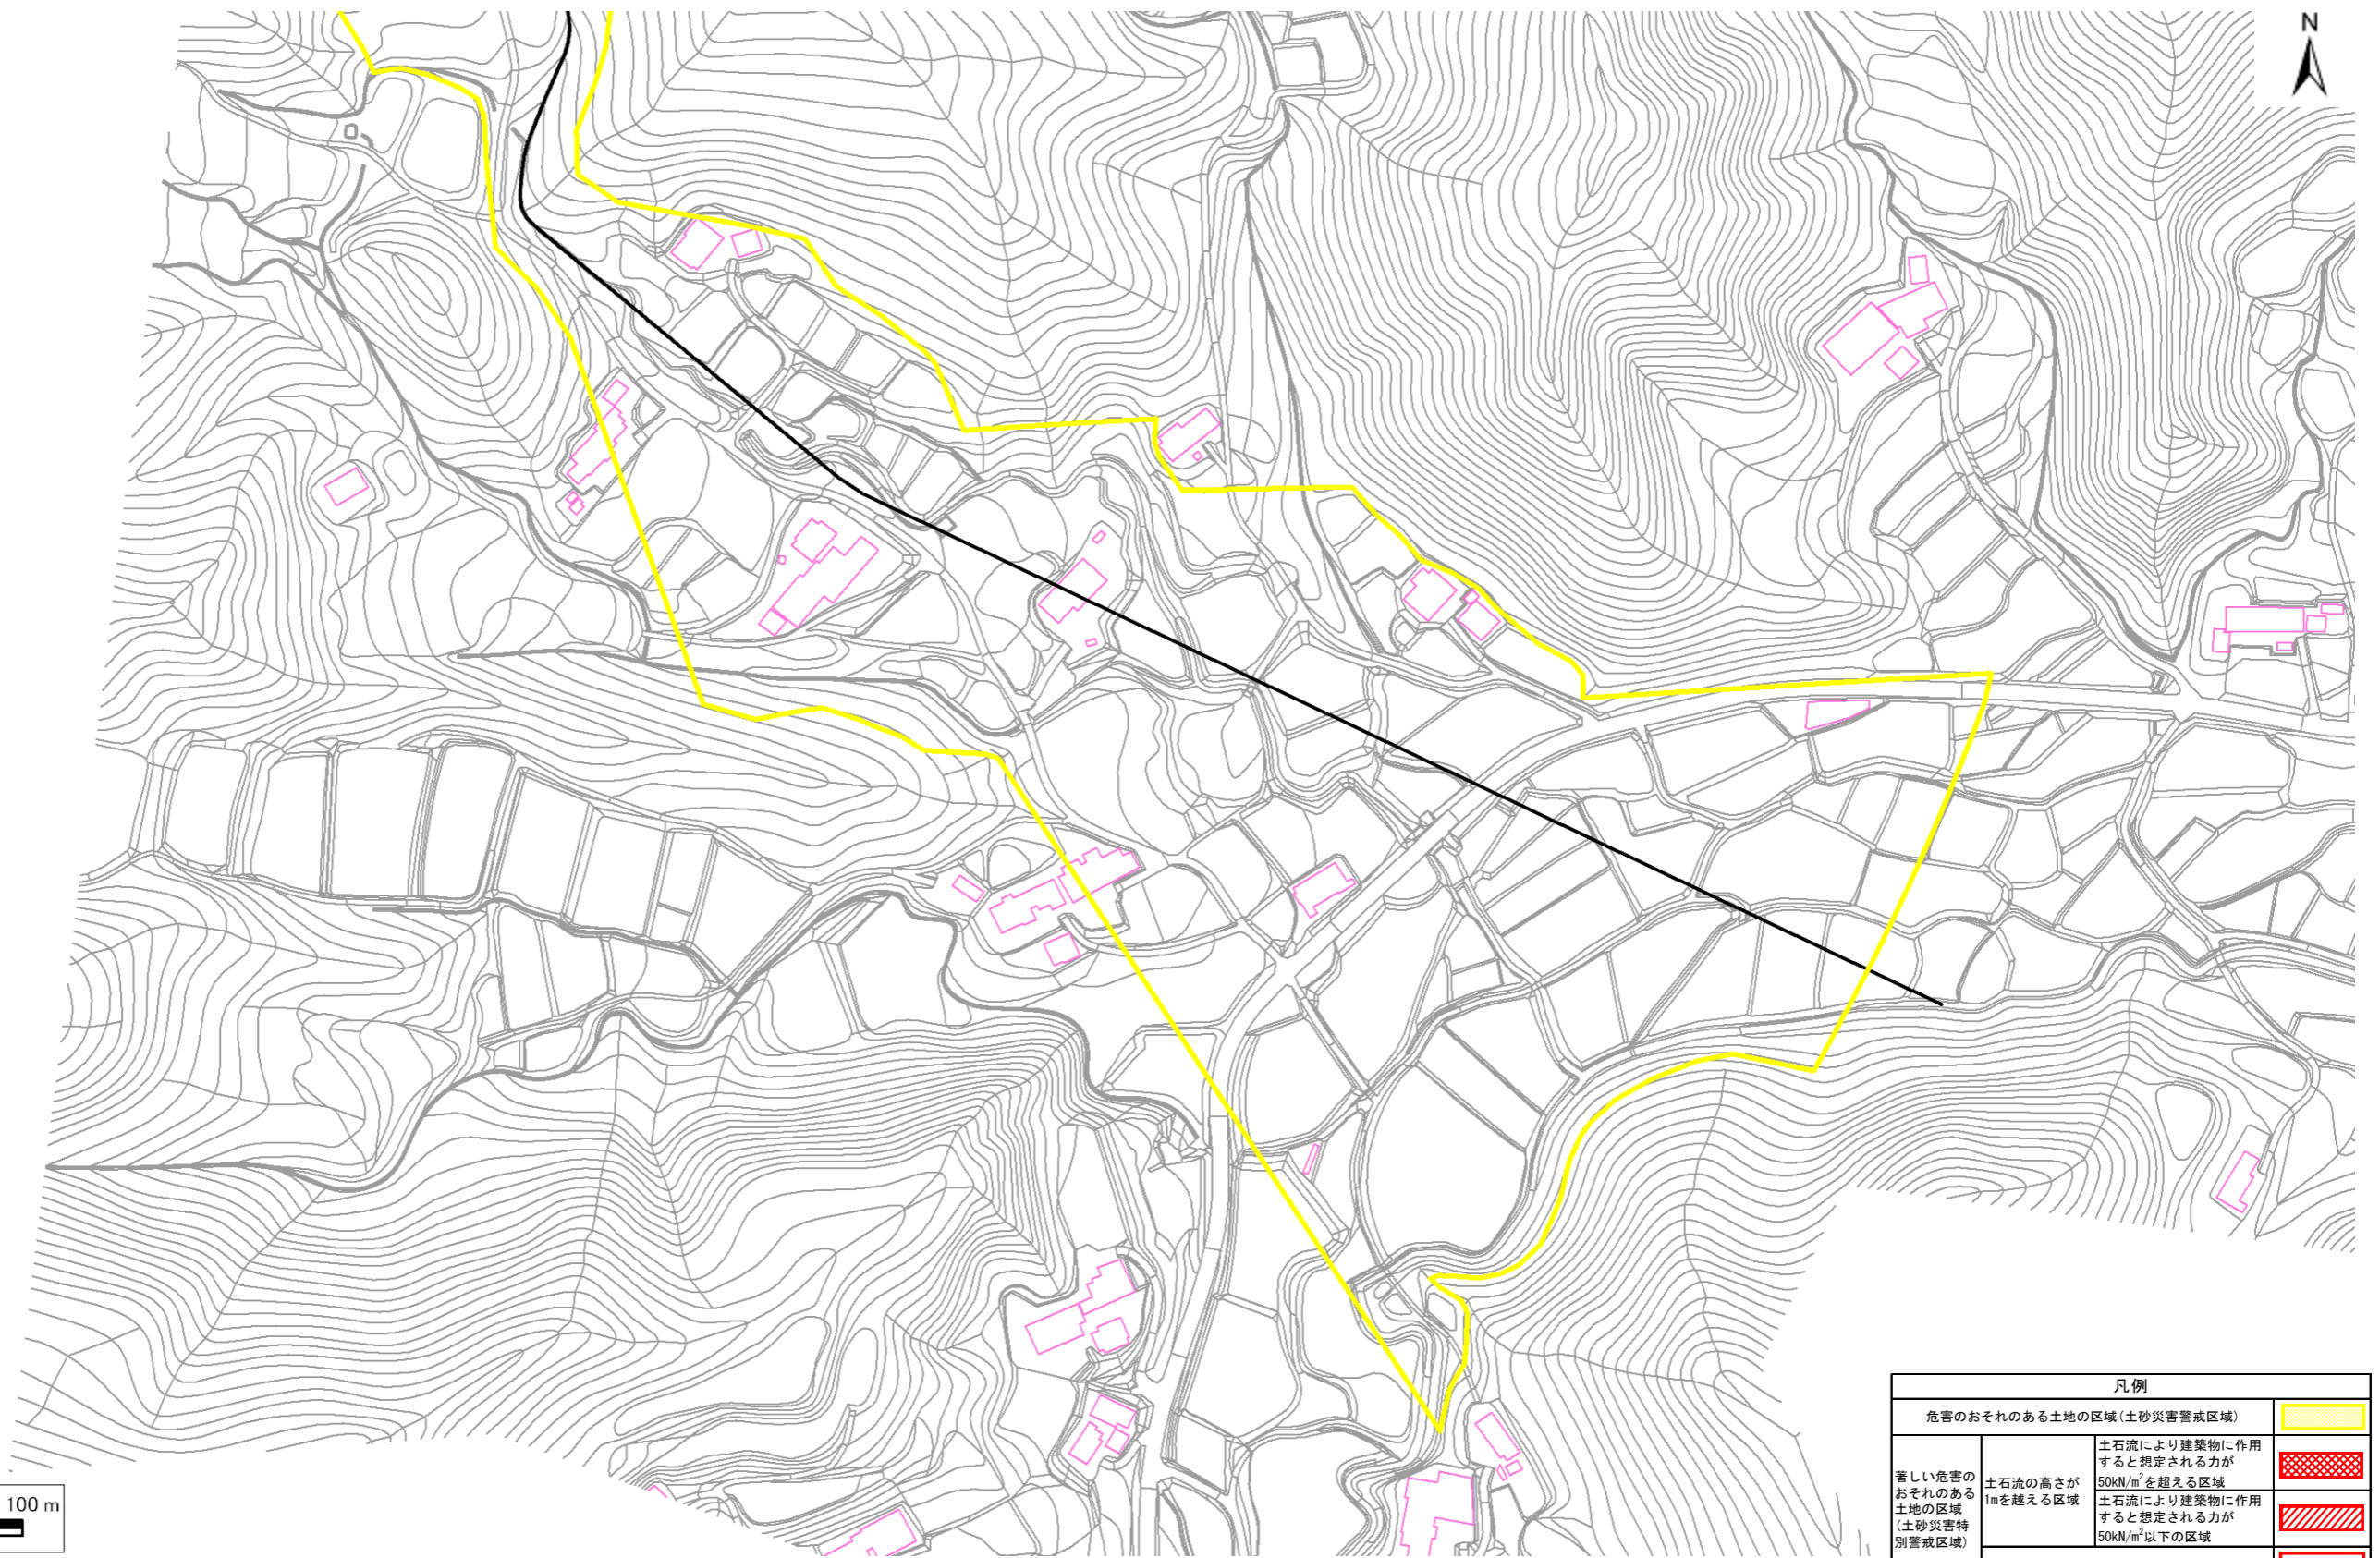 N
凡例
危害のおそれのある土地の区域(土砂災害警戒区域)
著しい危害の
おそれのある
土地の区域
(土砂災害特
別警戒区域)
土石流の高さが
1mを越える区域
土石流により建築物に作用
すると想定される力が
50kN/m²を超える区域
土石流により建築物に作用
すると想定される力が
50kN/m²以下の区域
100 m